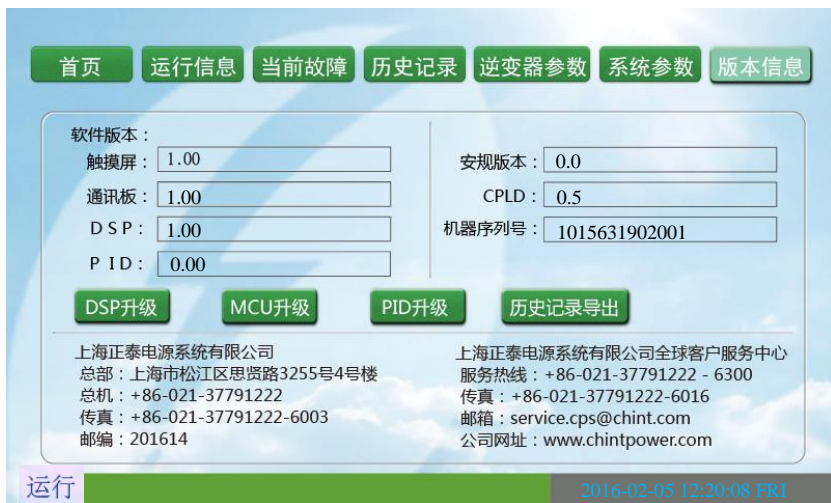 首页 运行信息 当前故障 历史记录 逆变器参数 系统参数 版本信息
软件版本：
触摸屏： 1.00
通讯板： 1.00
DSP： 1.00
PID： 0.00
安规版本： 0.0
CPLD： 0.5
机器序列号： 1015631902001
DSP升级 MCU升级 PID升级 历史记录导出
上海正泰电源系统有限公司
总部：上海市松江区思贤路3255号4号楼
总机：+86-021-37791222
传真：+86-021-37791222-6003
邮编：201614
上海正泰电源系统有限公司全球客户服务中心
服务热线：+86-021-37791222 - 6300
传真：+86-021-37791222-6016
邮箱：service.cps@chint.com
公司网址：www.chintpower.com
运行 2016-02-05 12:20:08 FRI